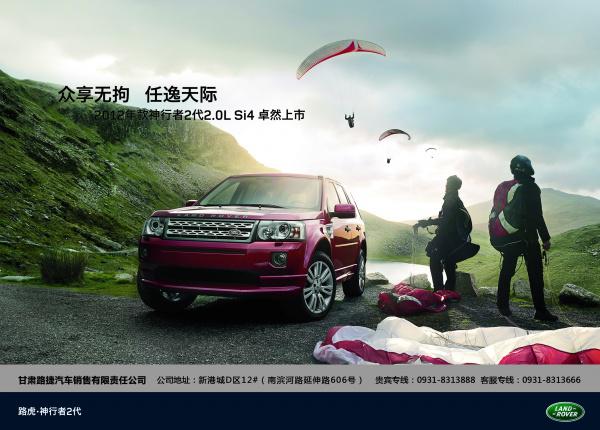 众享无拘 任逸天际
2012年款神行者2代2.0L Si4 卓然上市
LAND ROVER
甘肃路捷汽车销售有限责任公司 公司地址：新港城D区12#（南滨河路延伸路606号） 贵宾专线：0931-8313888 客服专线：0931-8313666
路虎·神行者2代
LAND-
ROVER